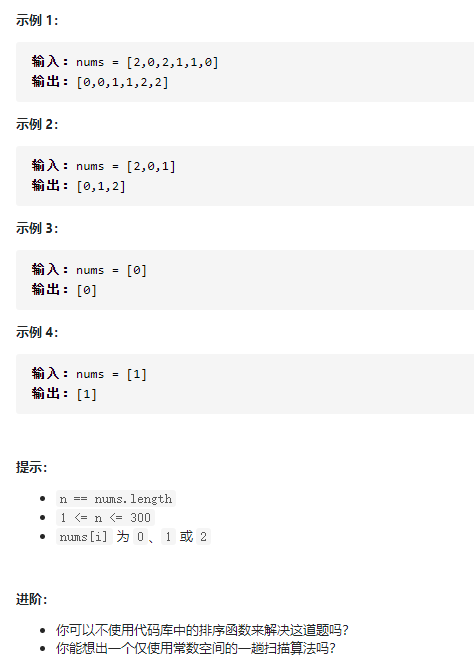 示例 1：
输入：nums = [2,0,2,1,1,0]
输出：[0,0,1,1,2,2]
示例 2：
输入：nums = [2,0,1]
输出：[0,1,2]
示例 3：
输入：nums = [0]
输出：[0]
示例 4：
输入：nums = [1]
输出：[1]
提示：
n == nums.length
1 <= n <= 300
nums[i] 为 0、1 或 2
进阶：
你可以不使用代码库中的排序函数来解决这道题吗？
你能想出一个仅使用常数空间的一趟扫描算法吗？